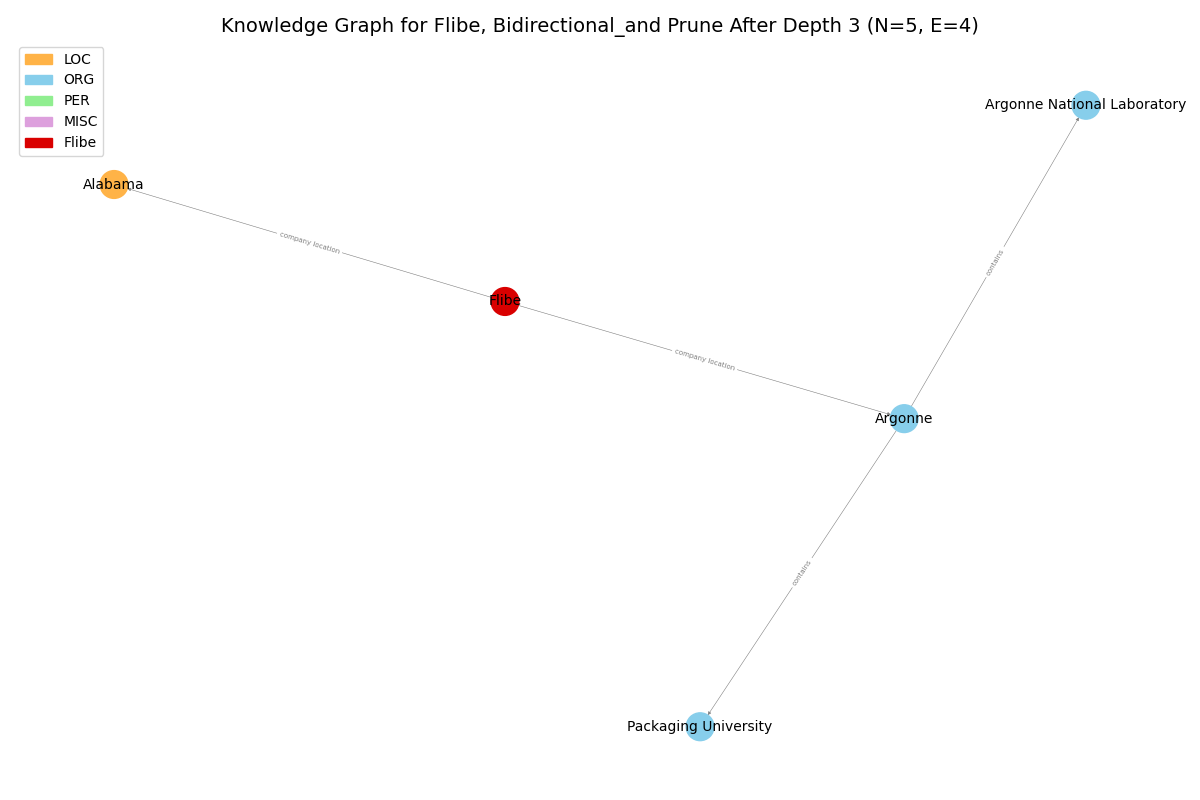 Knowledge Graph for Flibe, Bidirectional_and Prune After Depth 3 (N=5, E=4)
LOC
ORG
PER
MISC
Flibe
Argonne National Laboratory
Alabama
company location
contains
Flibe
company location
Argonne
contains
Packaging University